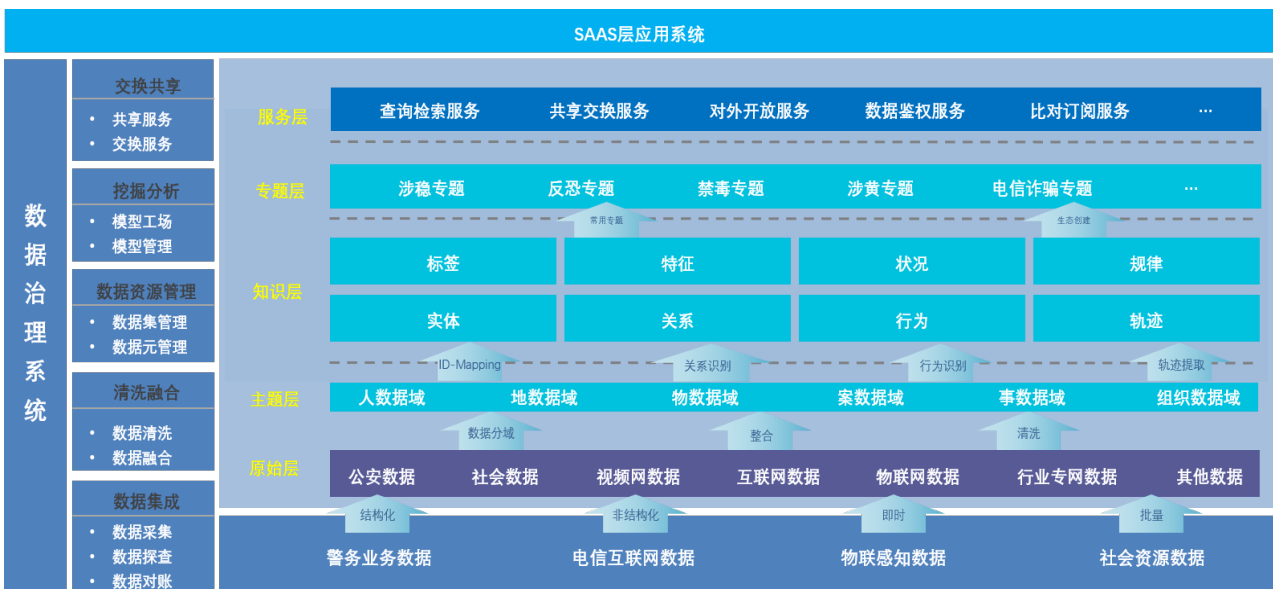 SAAS层应用系统
数据治理系统
交换共享
• 共享服务
• 交换服务
挖掘分析
• 模型工场
• 模型管理
数据资源管理
• 数据集管理
• 数据元管理
清洗融合
• 数据清洗
• 数据融合
数据集成
• 数据采集
• 数据探查
• 数据对账
服务层
查询检索服务 共享交换服务 对外开放服务 数据鉴权服务 比对订阅服务 ...
专题层
涉稳专题 反恐专题 禁毒专题 涉黄专题 电信诈骗专题 ...
常用专题 生态创建
知识层
标签 特征 状况 规律
实体 关系 行为 轨迹
ID-Mapping 关系识别 行为识别 轨迹提取
主题层
人数据域 地数据域 物数据域 案数据域 事数据域 组织数据域
数据分域 整合 清洗
原始层
公安数据 社会数据 视频网数据 互联网数据 物联网数据 行业专网数据 其他数据
结构化 非结构化 即时 批量
警务业务数据 电信互联网数据 物联感知数据 社会资源数据